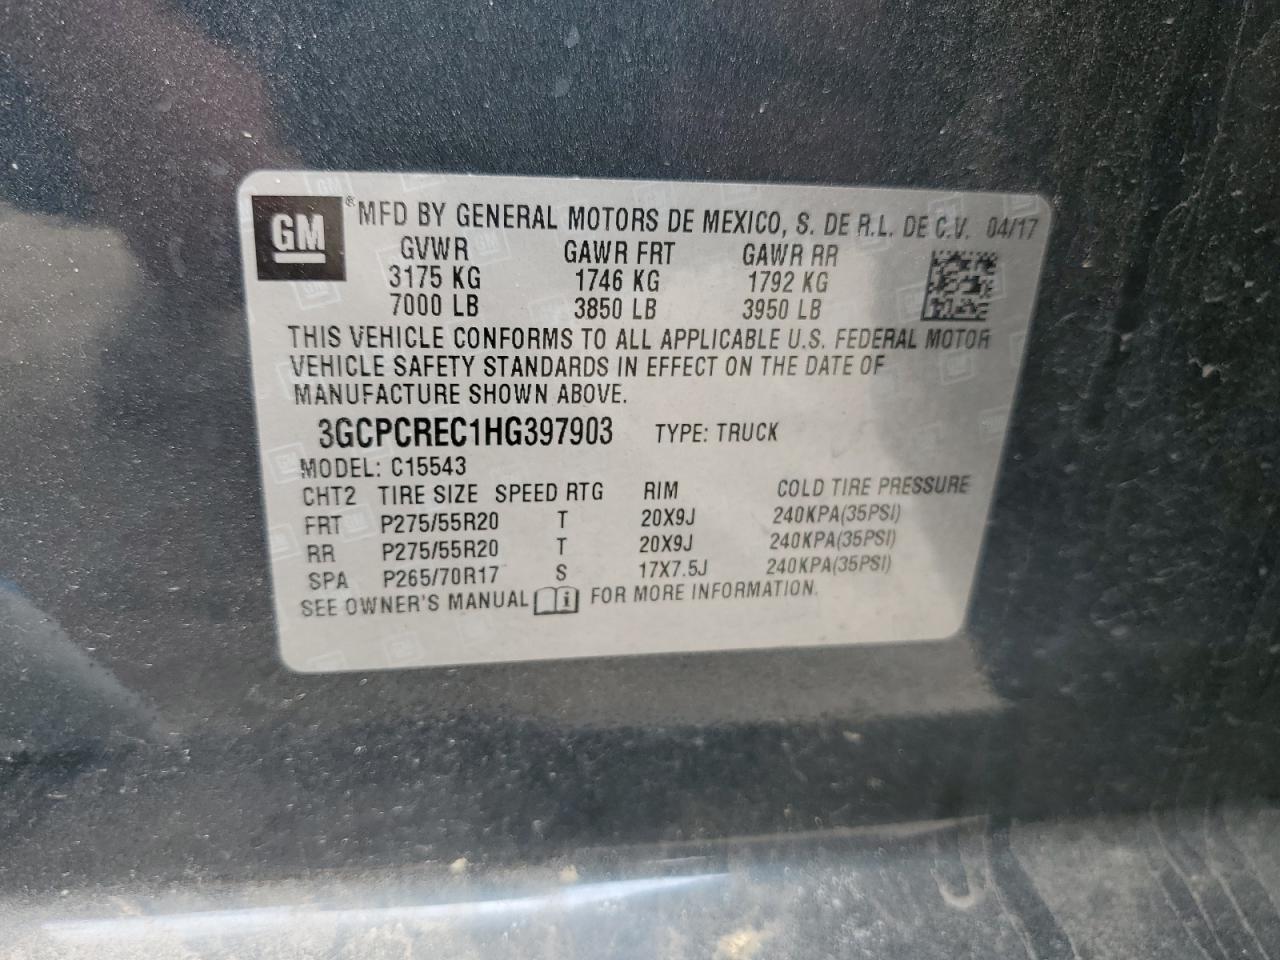 GM ® MFD BY GENERAL MOTORS DE MEXICO, S. DE R.L. DE C.V. 04/17
GVWR GAWR FRT GAWR RR
3175 KG 1746 KG 1792 KG
7000 LB 3850 LB 3950 LB
THIS VEHICLE CONFORMS TO ALL APPLICABLE U.S. FEDERAL MOTOR
VEHICLE SAFETY STANDARDS IN EFFECT ON THE DATE OF
MANUFACTURE SHOWN ABOVE.
3GCPCREC1HG397903 TYPE: TRUCK
MODEL: C15543
CHT2 TIRE SIZE SPEED RTG RIM COLD TIRE PRESSURE
FRT P275/55R20 T 20X9J 240KPA(35PSI)
RR P275/55R20 T 20X9J 240KPA(35PSI)
SPA P265/70R17 S 17X7.5J 240KPA(35PSI)
SEE OWNER'S MANUAL i FOR MORE INFORMATION.